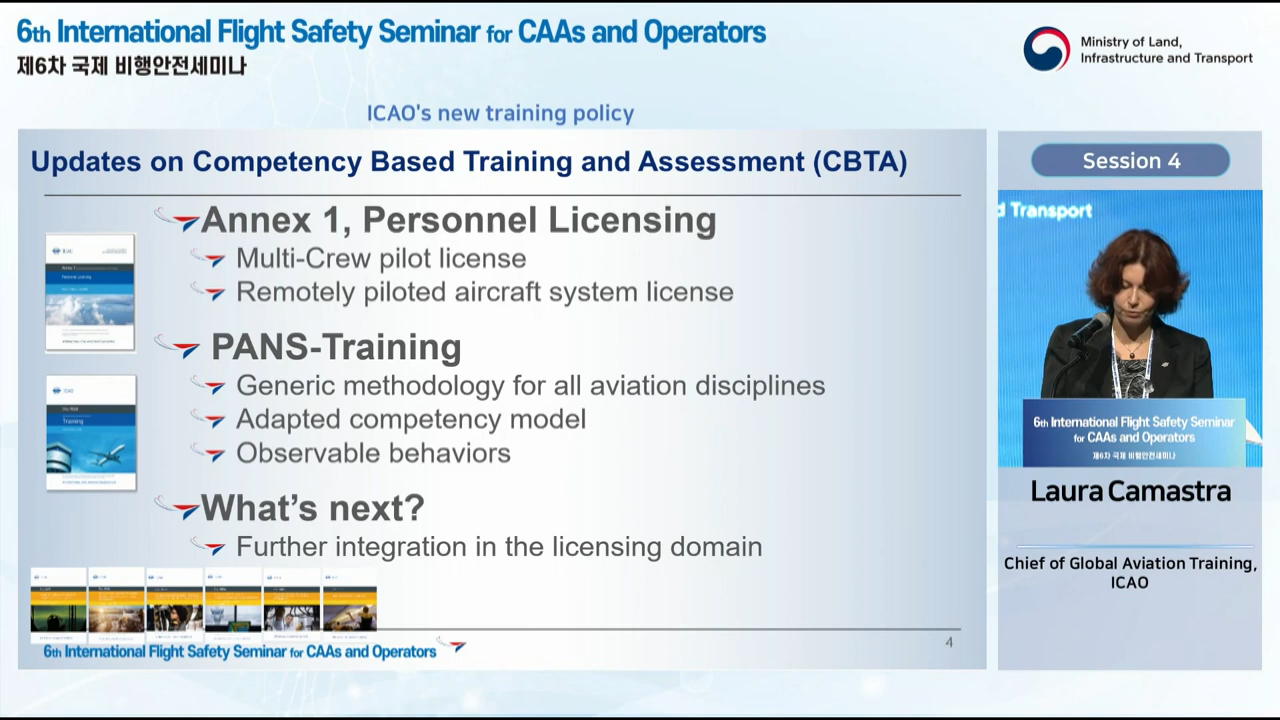 6th International Flight Safety Seminar for CAAs and Operators
제6차 국제 비행안전세미나
Ministry of Land,
Infrastructure and Transport
ICAO's new training policy
Updates on Competency Based Training and Assessment (CBTA)
Annex 1, Personnel Licensing
Multi-Crew pilot license
Remotely piloted aircraft system license
PANS-Training
Generic methodology for all aviation disciplines
Adapted competency model
Observable behaviors
What's next?
Further integration in the licensing domain
6th International Flight Safety Seminar for CAAs and Operators
4
Training
Session 4
d Transport
6th International Flight Safety Seminar
for CAAs and Operators
제6차 국제 비행안전세미나
Laura Camastra
Chief of Global Aviation Training,
ICAO